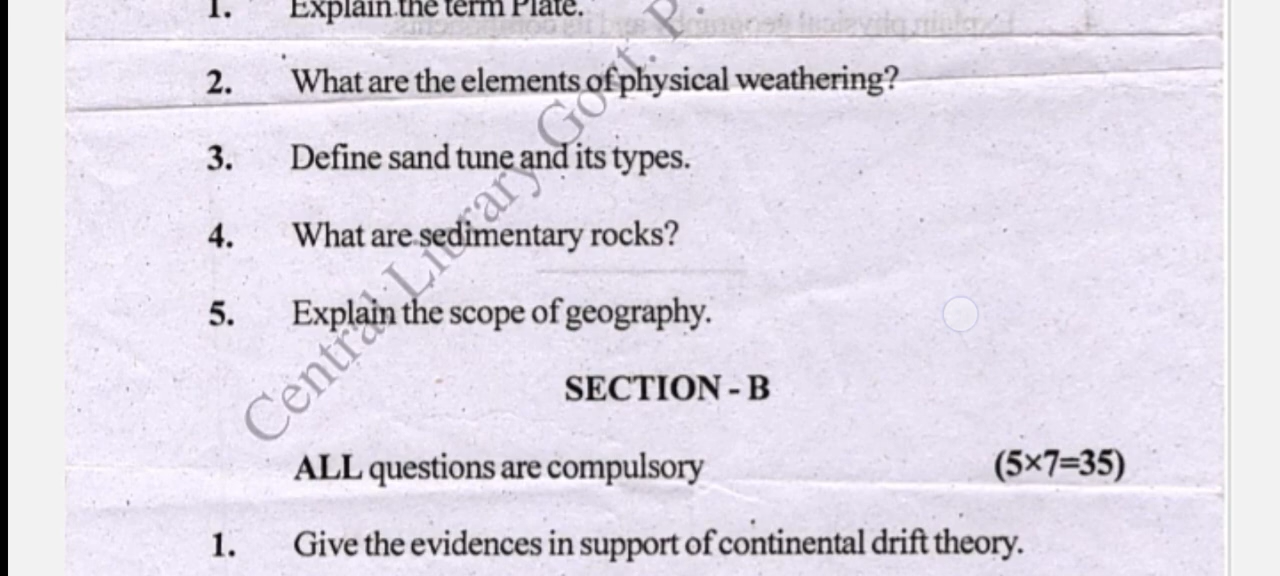 1. Explain the term Plate.
2. What are the elements of physical weathering?
3. Define sand tune and its types.
4. What are sedimentary rocks?
5. Explain the scope of geography.
Central Library Govt. P.
SECTION - B
ALL questions are compulsory (5×7=35)
1. Give the evidences in support of continental drift theory.